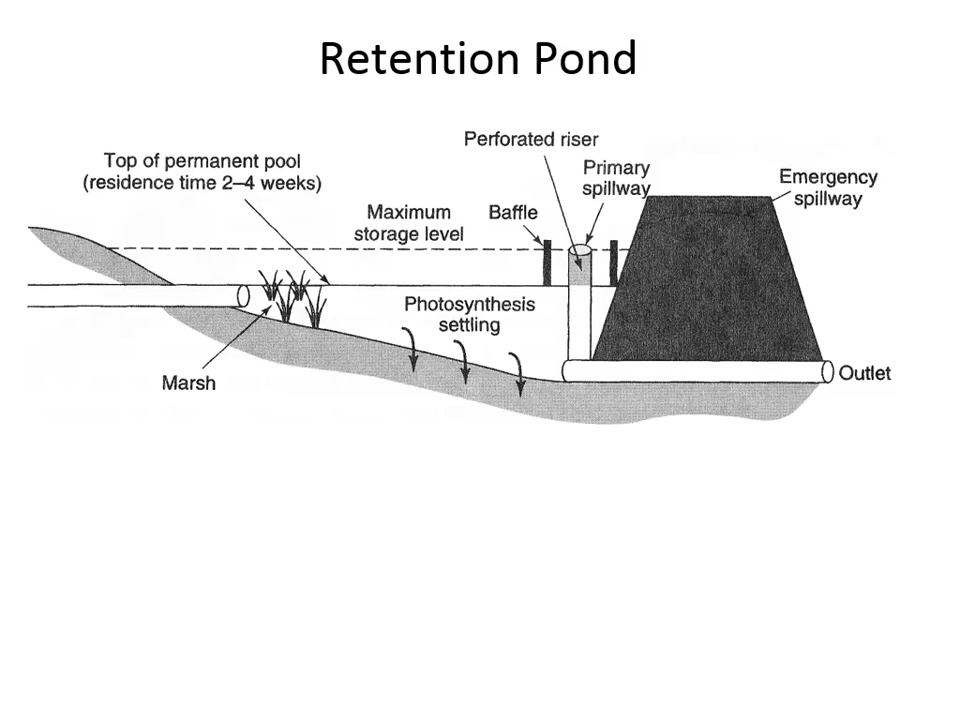 Retention Pond
Perforated riser
Top of permanent pool
(residence time 2–4 weeks)
Primary
spillway
Emergency
spillway
Maximum
storage level
Baffle
Photosynthesis
settling
Marsh
Outlet